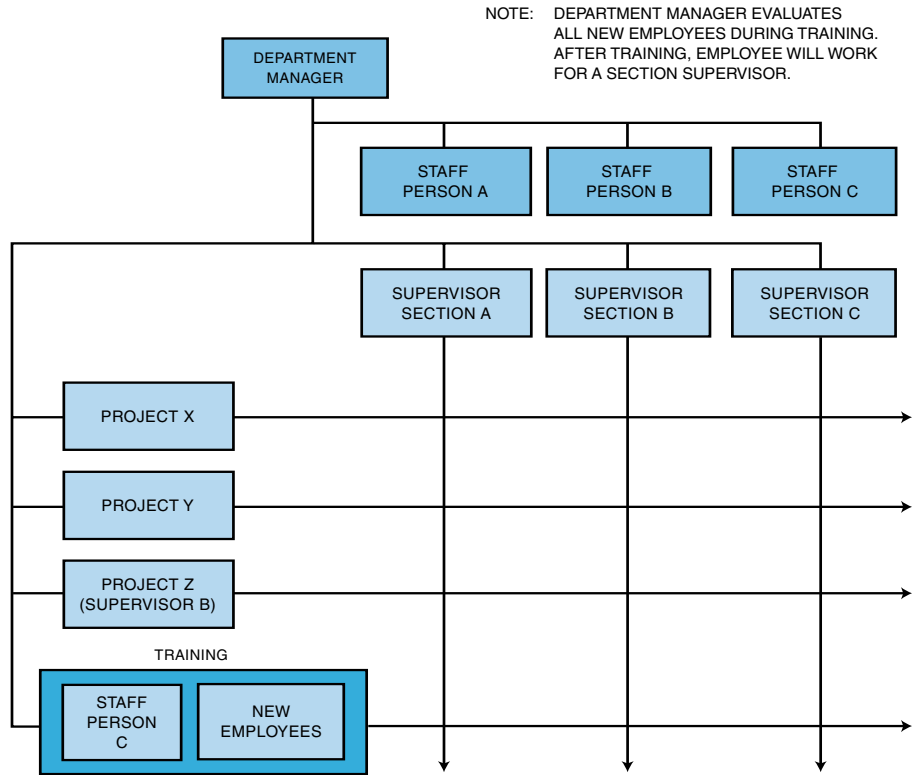 NOTE: DEPARTMENT MANAGER EVALUATES
ALL NEW EMPLOYEES DURING TRAINING.
AFTER TRAINING, EMPLOYEE WILL WORK
FOR A SECTION SUPERVISOR.
DEPARTMENT
MANAGER
STAFF
PERSON A
STAFF
PERSON B
STAFF
PERSON C
SUPERVISOR
SECTION A
SUPERVISOR
SECTION B
SUPERVISOR
SECTION C
PROJECT X
PROJECT Y
PROJECT Z
(SUPERVISOR B)
TRAINING
STAFF
PERSON
C
NEW
EMPLOYEES